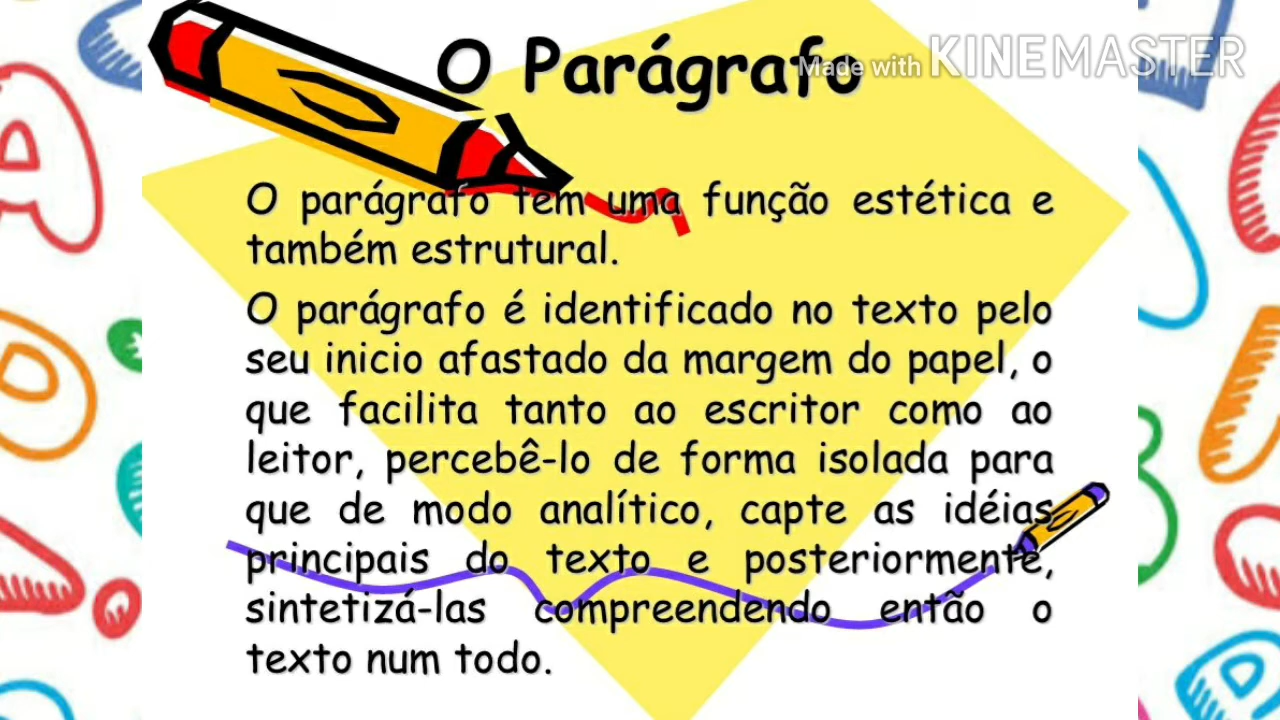 O Parágrafo
Made with KINEMASTER
O parágrafo tem uma função estética e
também estrutural.
O parágrafo é identificado no texto pelo
seu inicio afastado da margem do papel, o
que facilita tanto ao escritor como ao
leitor, percebê-lo de forma isolada para
que de modo analítico, capte as idéias
principais do texto e posteriormente,
sintetizá-las compreendendo então o
texto num todo.